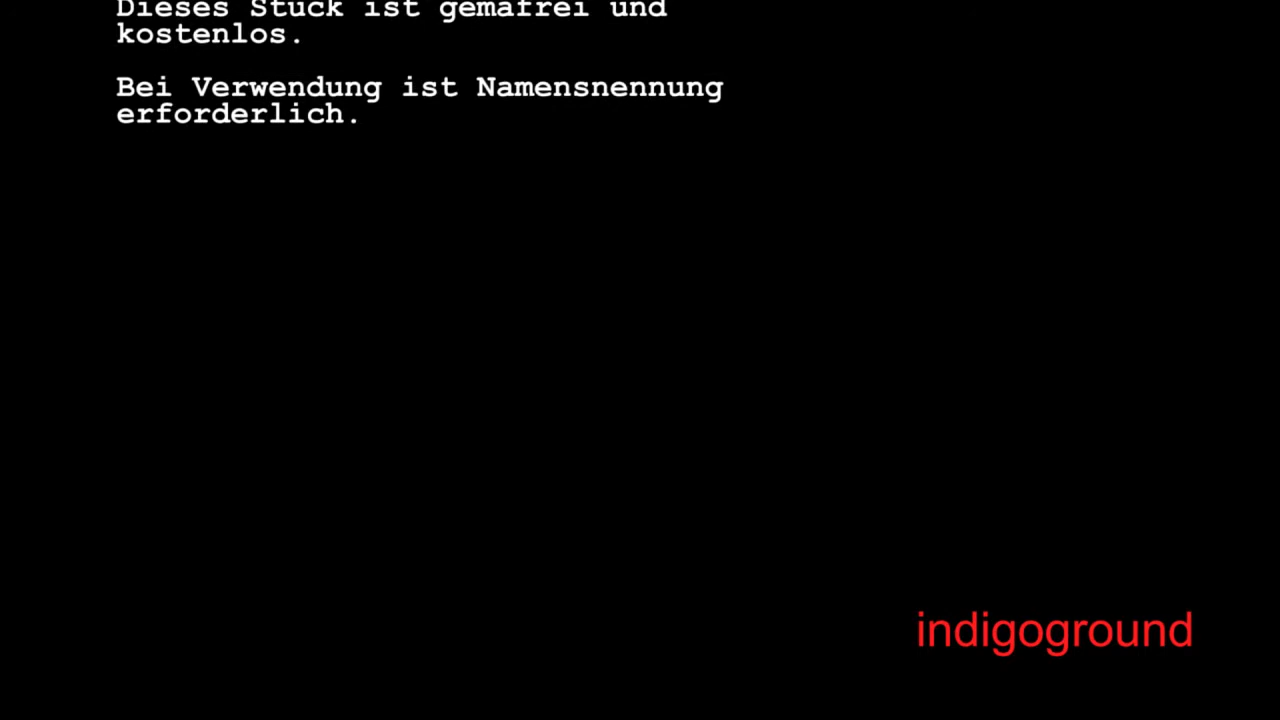 Dieses Stück ist gemafrei und
kostenlos.
Bei Verwendung ist Namensnennung
erforderlich.
indigoground